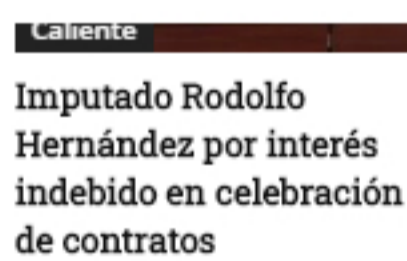 Caliente
Imputado Rodolfo
Hernández por interés
indebido en celebración
de contratos